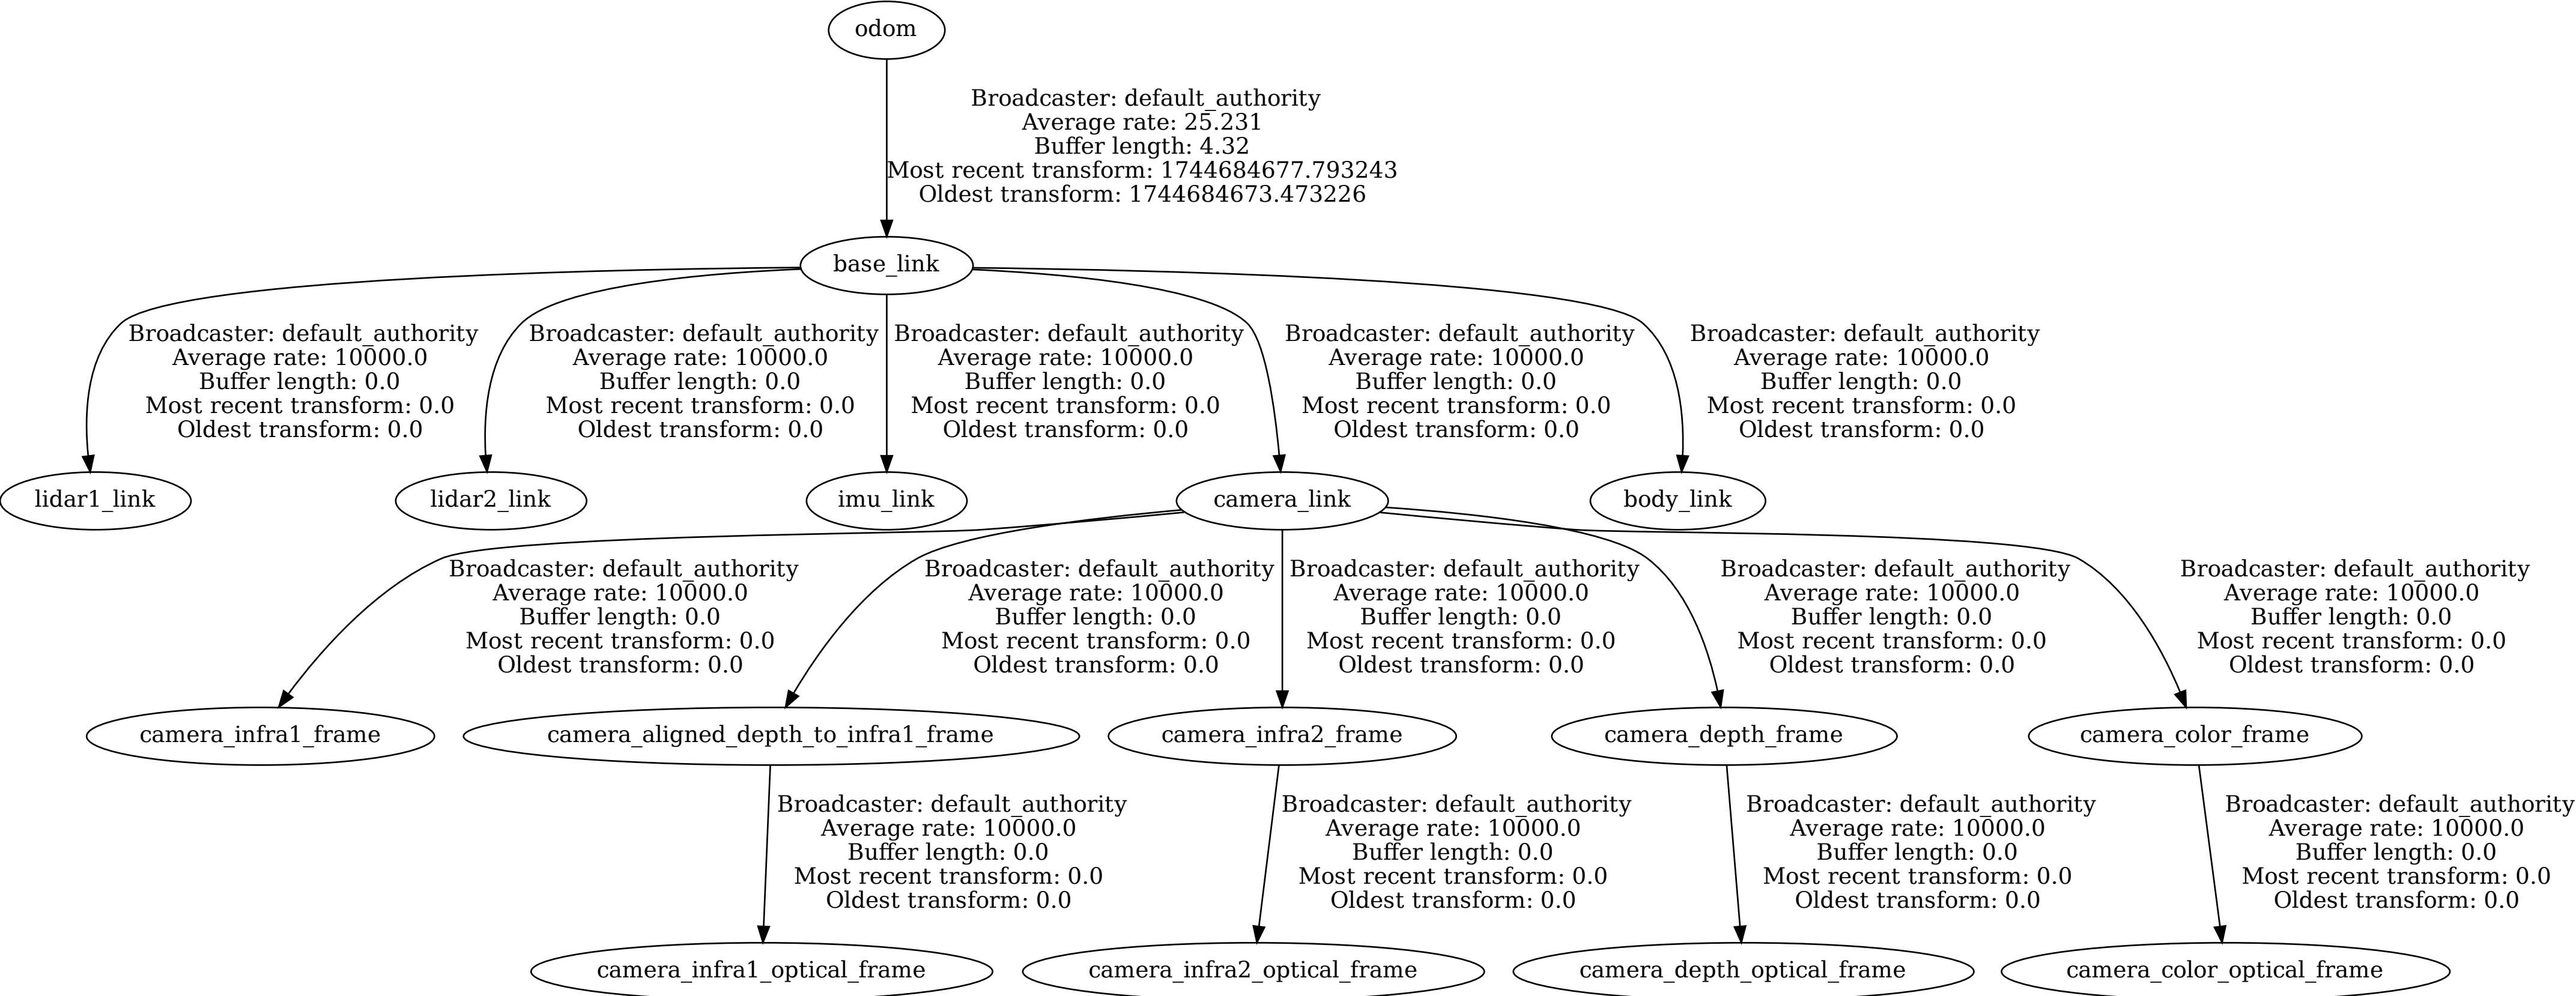 odom
Broadcaster: default_authority
Average rate: 25.231
Buffer length: 4.32
Most recent transform: 1744684677.793243
Oldest transform: 1744684673.473226
base_link
Broadcaster: default_authority
Average rate: 10000.0
Buffer length: 0.0
Most recent transform: 0.0
Oldest transform: 0.0
Broadcaster: default_authority
Average rate: 10000.0
Buffer length: 0.0
Most recent transform: 0.0
Oldest transform: 0.0
Broadcaster: default_authority
Average rate: 10000.0
Buffer length: 0.0
Most recent transform: 0.0
Oldest transform: 0.0
Broadcaster: default_authority
Average rate: 10000.0
Buffer length: 0.0
Most recent transform: 0.0
Oldest transform: 0.0
Broadcaster: default_authority
Average rate: 10000.0
Buffer length: 0.0
Most recent transform: 0.0
Oldest transform: 0.0
lidar1_link
lidar2_link
imu_link
camera_link
body_link
Broadcaster: default_authority
Average rate: 10000.0
Buffer length: 0.0
Most recent transform: 0.0
Oldest transform: 0.0
Broadcaster: default_authority
Average rate: 10000.0
Buffer length: 0.0
Most recent transform: 0.0
Oldest transform: 0.0
Broadcaster: default_authority
Average rate: 10000.0
Buffer length: 0.0
Most recent transform: 0.0
Oldest transform: 0.0
Broadcaster: default_authority
Average rate: 10000.0
Buffer length: 0.0
Most recent transform: 0.0
Oldest transform: 0.0
Broadcaster: default_authority
Average rate: 10000.0
Buffer length: 0.0
Most recent transform: 0.0
Oldest transform: 0.0
camera_infra1_frame
camera_aligned_depth_to_infra1_frame
camera_infra2_frame
camera_depth_frame
camera_color_frame
Broadcaster: default_authority
Average rate: 10000.0
Buffer length: 0.0
Most recent transform: 0.0
Oldest transform: 0.0
Broadcaster: default_authority
Average rate: 10000.0
Buffer length: 0.0
Most recent transform: 0.0
Oldest transform: 0.0
Broadcaster: default_authority
Average rate: 10000.0
Buffer length: 0.0
Most recent transform: 0.0
Oldest transform: 0.0
Broadcaster: default_authority
Average rate: 10000.0
Buffer length: 0.0
Most recent transform: 0.0
Oldest transform: 0.0
camera_infra1_optical_frame
camera_infra2_optical_frame
camera_depth_optical_frame
camera_color_optical_frame